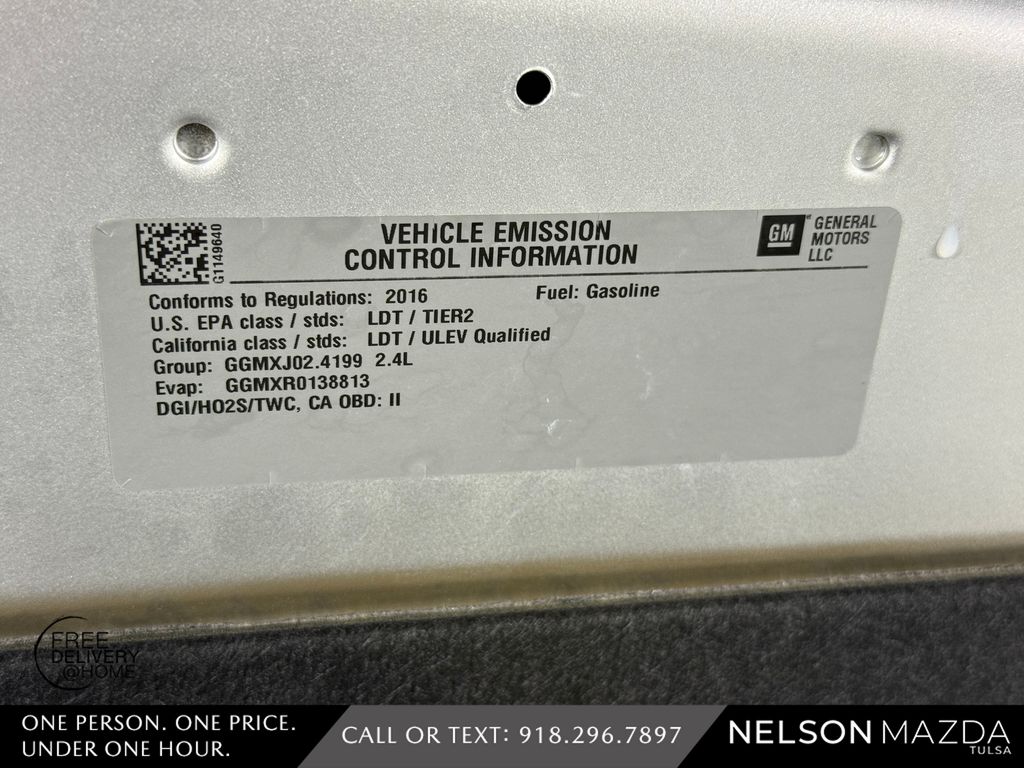 G1149640
VEHICLE EMISSION
CONTROL INFORMATION
GM
GENERAL
MOTORS
LLC
Conforms to Regulations: 2016 Fuel: Gasoline
U.S. EPA class / stds: LDT / TIER2
California class / stds: LDT / ULEV Qualified
Group: GGMXJ02.4199 2.4L
Evap: GGMXR0138813
DGI/HO2S/TWC, CA OBD: II
FREE
DELIVERY
@HOME
ONE PERSON. ONE PRICE.
UNDER ONE HOUR.
CALL OR TEXT: 918.296.7897
NELSON MAZDA
TULSA